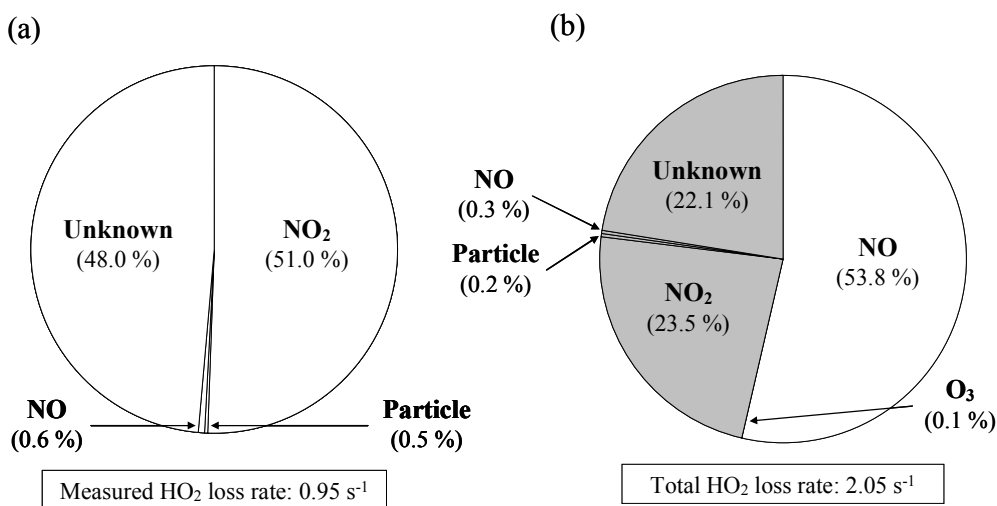 (a)
Unknown
(48.0 %)
NO₂
(51.0 %)
NO
(0.6 %)
Particle
(0.5 %)
Measured HO₂ loss rate: 0.95 s⁻¹
(b)
Unknown
(22.1 %)
NO
(0.3 %)
Particle
(0.2 %)
NO
(53.8 %)
NO₂
(23.5 %)
O₃
(0.1 %)
Total HO₂ loss rate: 2.05 s⁻¹